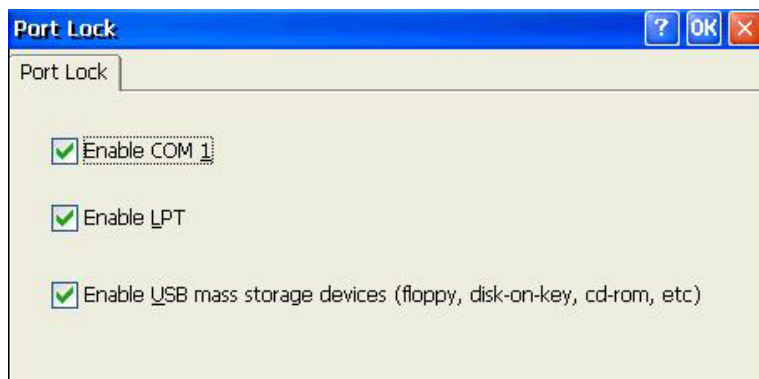 Port Lock ? OK ×
Port Lock
Enable COM 1
Enable LPT
Enable USB mass storage devices (floppy, disk-on-key, cd-rom, etc)